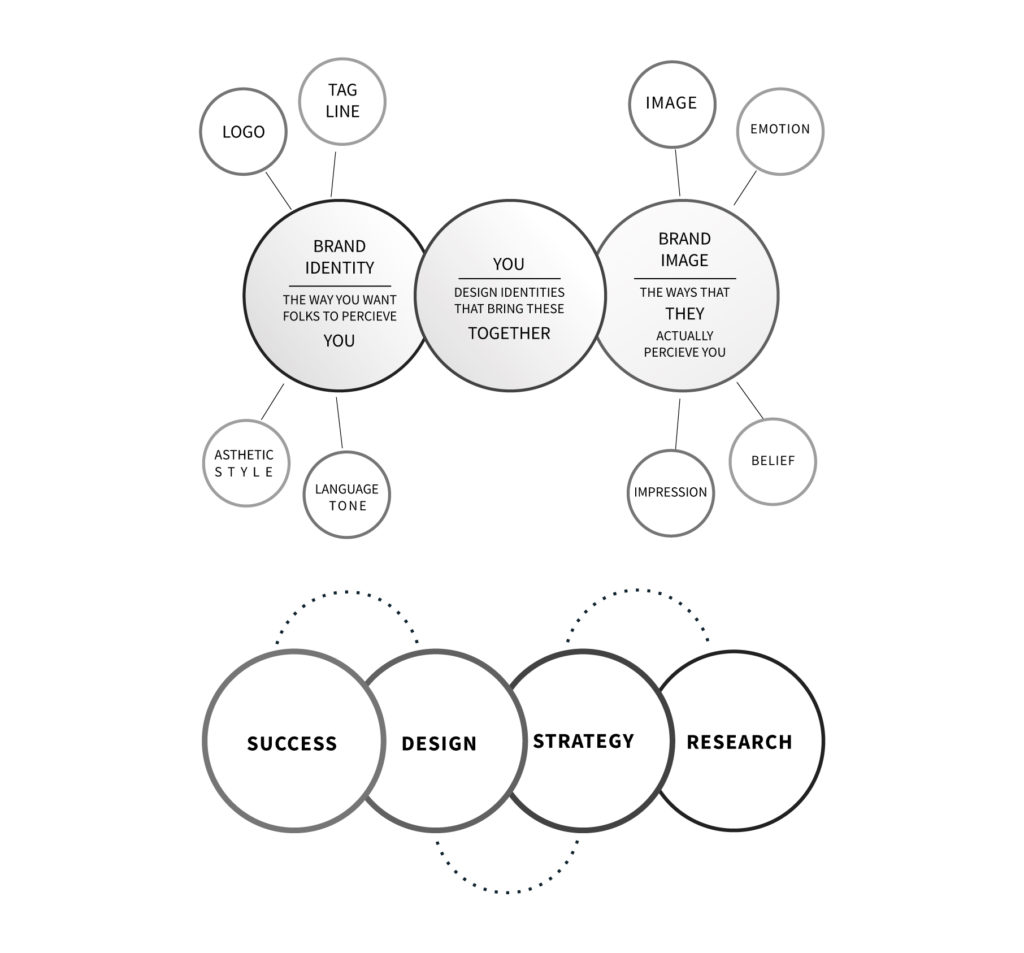 LOGO
TAG
LINE
IMAGE
EMOTION
BRAND
IDENTITY
THE WAY YOU WANT
FOLKS TO PERCIEVE
YOU
YOU
DESIGN IDENTITIES
THAT BRING THESE
TOGETHER
BRAND
IMAGE
THE WAYS THAT
THEY
ACTUALLY
PERCIEVE YOU
ASTHETIC
STYLE
LANGUAGE
TONE
IMPRESSION
BELIEF
SUCCESS
DESIGN
STRATEGY
RESEARCH